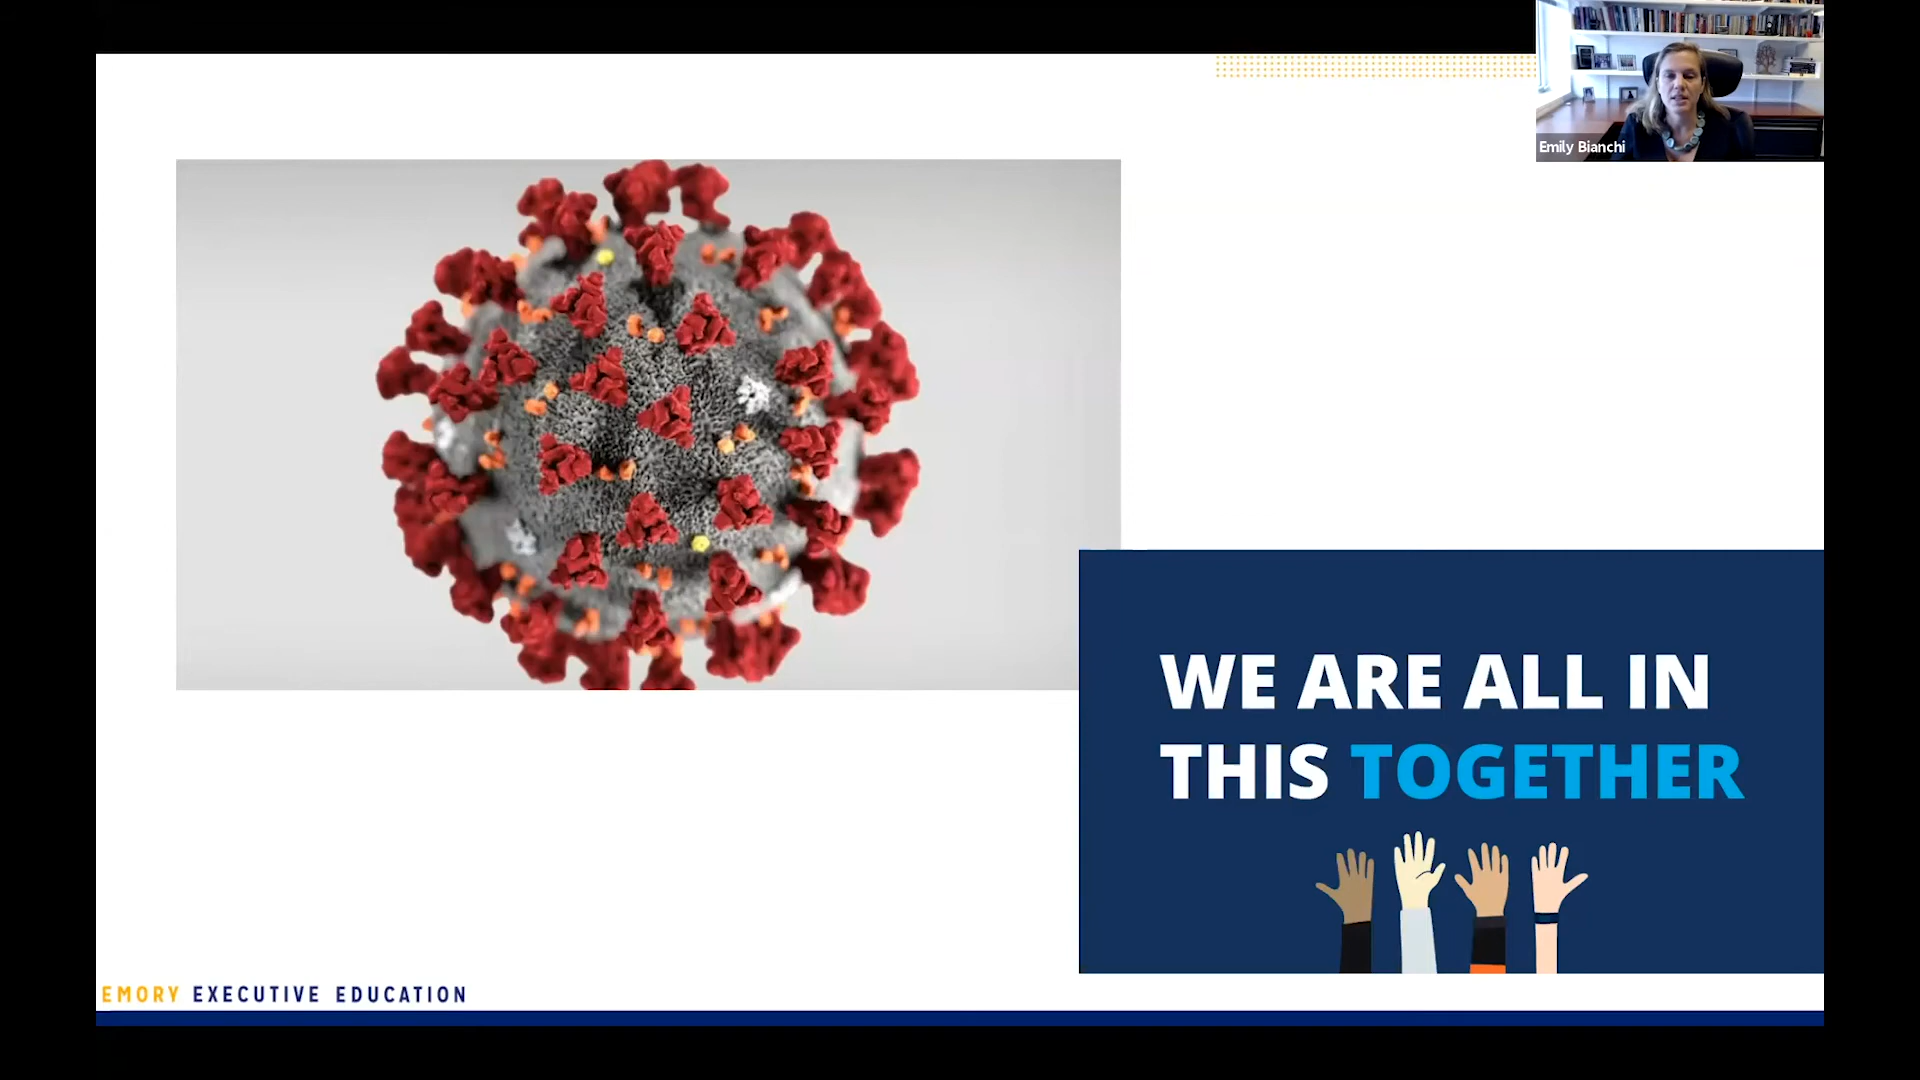 Emily Bianchi
WE ARE ALL IN
THIS TOGETHER
EMORY EXECUTIVE EDUCATION